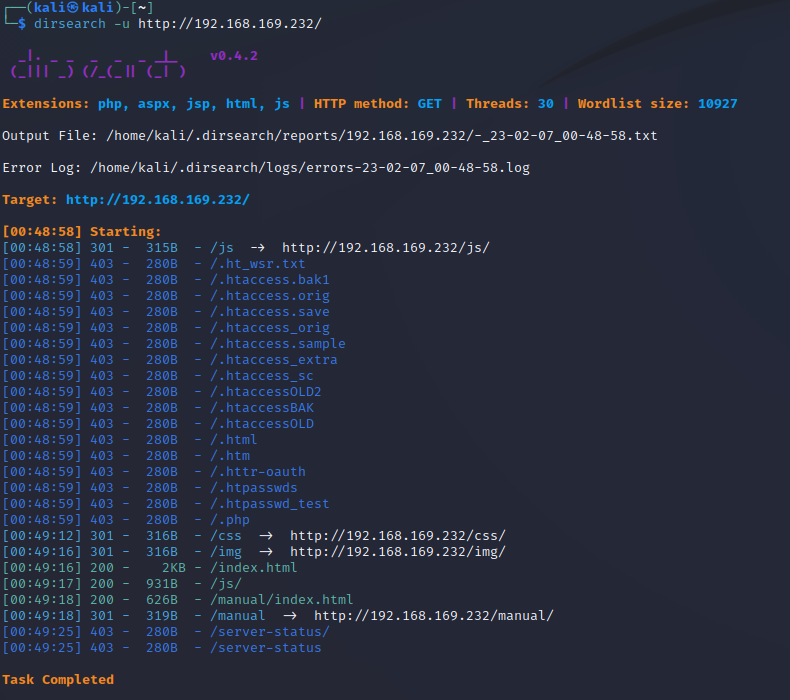 ┌──(kali㉿kali)-[~]
└─$ dirsearch -u http://192.168.169.232/
  _|. _ _  _  _  _ _|_    v0.4.2
 (_||| _) (/_(_|| (_| )
Extensions: php, aspx, jsp, html, js | HTTP method: GET | Threads: 30 | Wordlist size: 10927
Output File: /home/kali/.dirsearch/reports/192.168.169.232/-_23-02-07_00-48-58.txt
Error Log: /home/kali/.dirsearch/logs/errors-23-02-07_00-48-58.log
Target: http://192.168.169.232/
[00:48:58] Starting:
[00:48:58] 301 -  315B  - /js  →  http://192.168.169.232/js/
[00:48:59] 403 -  280B  - /.ht_wsr.txt
[00:48:59] 403 -  280B  - /.htaccess.bak1
[00:48:59] 403 -  280B  - /.htaccess.orig
[00:48:59] 403 -  280B  - /.htaccess.save
[00:48:59] 403 -  280B  - /.htaccess_orig
[00:48:59] 403 -  280B  - /.htaccess.sample
[00:48:59] 403 -  280B  - /.htaccess_extra
[00:48:59] 403 -  280B  - /.htaccess_sc
[00:48:59] 403 -  280B  - /.htaccessOLD2
[00:48:59] 403 -  280B  - /.htaccessBAK
[00:48:59] 403 -  280B  - /.htaccessOLD
[00:48:59] 403 -  280B  - /.html
[00:48:59] 403 -  280B  - /.htm
[00:48:59] 403 -  280B  - /.httr-oauth
[00:48:59] 403 -  280B  - /.htpasswds
[00:48:59] 403 -  280B  - /.htpasswd_test
[00:48:59] 403 -  280B  - /.php
[00:49:12] 301 -  316B  - /css  →  http://192.168.169.232/css/
[00:49:16] 301 -  316B  - /img  →  http://192.168.169.232/img/
[00:49:16] 200 -    2KB - /index.html
[00:49:17] 200 -  931B  - /js/
[00:49:18] 200 -  626B  - /manual/index.html
[00:49:18] 301 -  319B  - /manual  →  http://192.168.169.232/manual/
[00:49:25] 403 -  280B  - /server-status/
[00:49:25] 403 -  280B  - /server-status
Task Completed